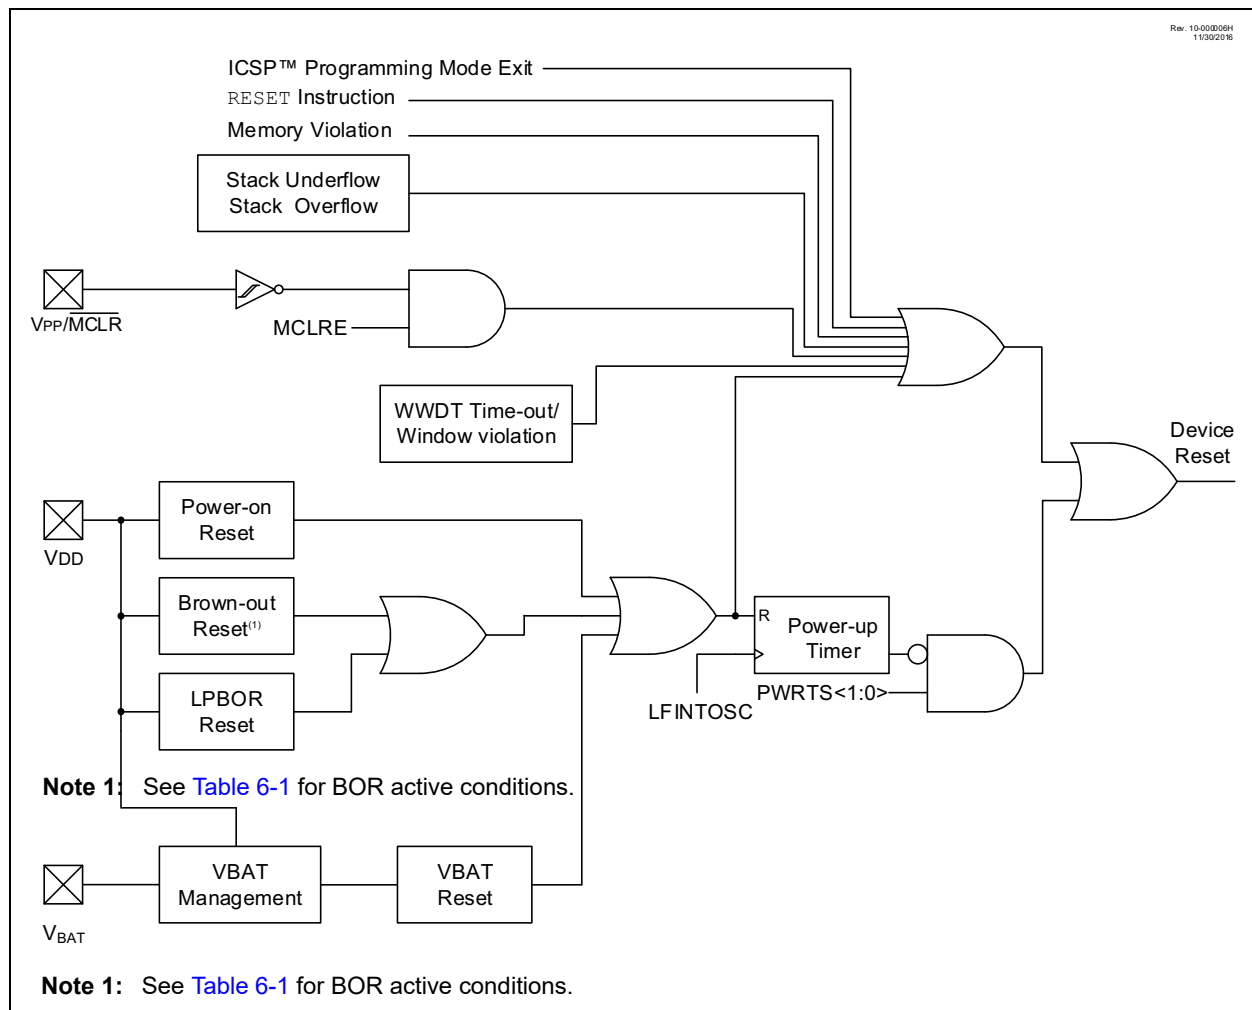 Rev. 10-000006H
11/30/2016
ICSP™ Programming Mode Exit
RESET Instruction
Memory Violation
Stack Underflow
Stack Overflow
VPP/MCLR
MCLRE
WWDT Time-out/
Window violation
Device
Reset
Power-on
Reset
VDD
Brown-out
Reset(1)
R
Power-up
Timer
LPBOR
Reset
LFINTOSC
PWRTS<1:0>
Note 1: See Table 6-1 for BOR active conditions.
VBAT
Management
VBAT
Reset
VBAT
Note 1: See Table 6-1 for BOR active conditions.